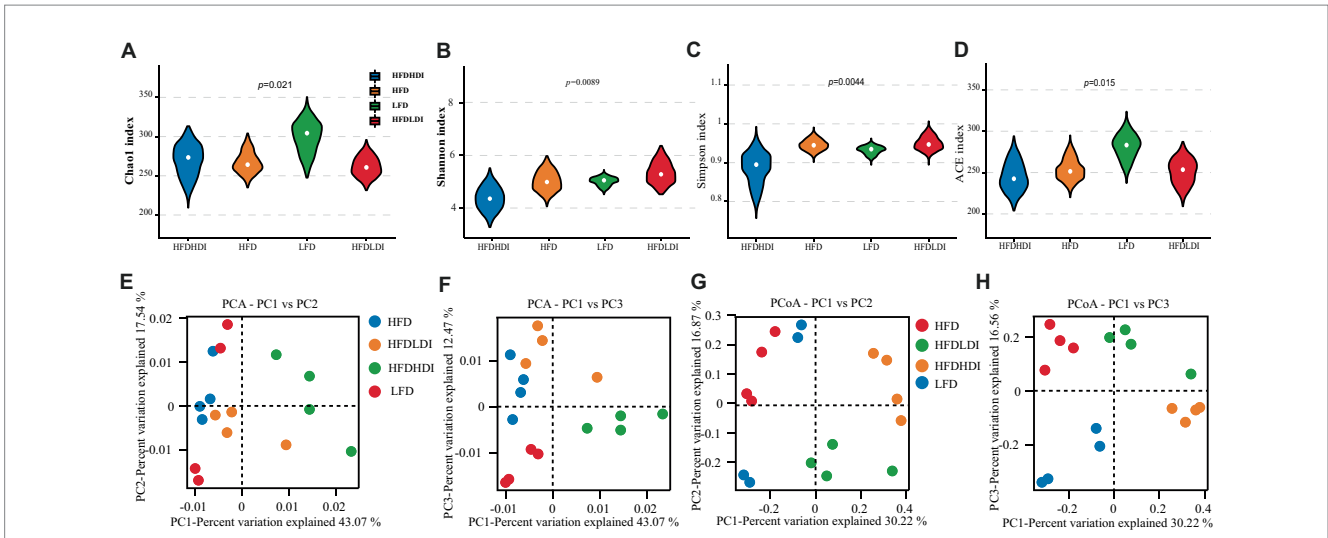 A
p=0.021
HFDHDI
HFD
LFD
HFDLDI
Chao1 index
350
300
250
200
HFDHDI HFD LFD HFDLDI
B
p=0.0089
Shannon index
8
6
4
HFDHDI HFD LFD HFDLDI
C
p=0.0044
Simpson index
1.1
1.0
0.9
0.8
HFDHDI HFD LFD HFDLDI
D
p=0.015
ACE index
350
300
250
200
HFDHDI HFD LFD HFDLDI
E
PCA - PC1 vs PC2
PC2-Percent variation explained 17.54 %
0.02
0.01
0
-0.01
-0.01 0 0.01 0.02
PC1-Percent variation explained 43.07 %
HFD
HFDLDI
HFDHDI
LFD
F
PCA - PC1 vs PC3
PC3-Percent variation explained 12.47 %
0.01
0
-0.01
-0.01 0 0.01 0.02
PC1-Percent variation explained 43.07 %
G
PCoA - PC1 vs PC2
PC2-Percent variation explained 16.87 %
0.3
0.2
0.1
0
-0.1
-0.2
-0.2 0 0.2 0.4
PC1-Percent variation explained 30.22 %
HFD
HFDLDI
HFDHDI
LFD
H
PCoA - PC1 vs PC3
PC3-Percent variation explained 16.56 %
0.2
0
-0.2
-0.2 0 0.2 0.4
PC1-Percent variation explained 30.22 %